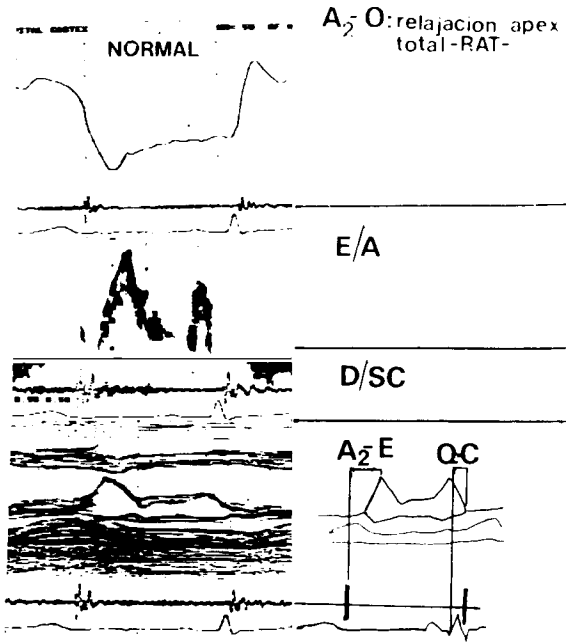 NORMAL
A₂-O: relajacion apex
total -RAT-
E/A
D/SC
A₂-E
Q-C